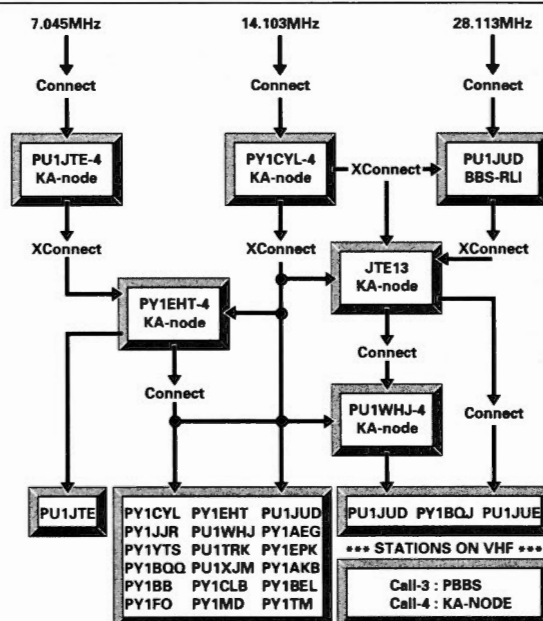 7.045MHz 14.103MHz 28.113MHz
Connect Connect Connect
PU1JTE-4
KA-node
PY1CYL-4
KA-node
XConnect
PU1JUD
BBS-RLI
XConnect XConnect XConnect
PY1EHT-4
KA-node
JTE13
KA-node
Connect
Connect
PU1WHJ-4
KA-node
Connect
PU1JTE
PY1CYL PY1EHT PU1JUD
PY1JJR PU1WHJ PY1AEG
PY1YTS PU1TRK PY1EPK
PY1BQQ PU1XJM PY1AKB
PY1BB PY1CLB PY1BEL
PY1FO PY1MD PY1TM
PU1JUD PY1BQJ PU1JUE
*** STATIONS ON VHF ***
Call-3 : PBBS
Call-4 : KA-NODE